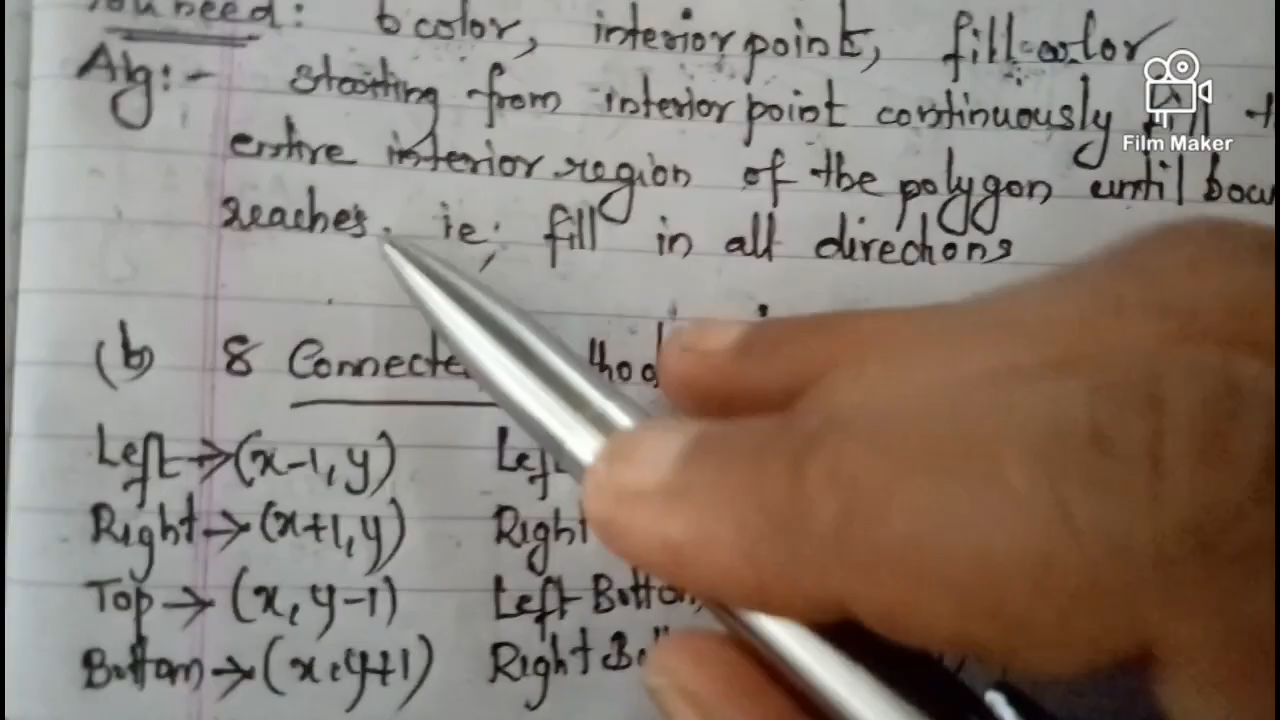 need: b color, interior point, fill color
Alg:- Starting from interior point continuously fill
entire interior region of the polygon until
reaches. ie; fill in all directions
(b) 8 Connected
Left → (x-1, y)
Right → (x+1, y) Right
Top → (x, y-1) Left Bottom
Bottom → (x, y+1) Right
Film Maker